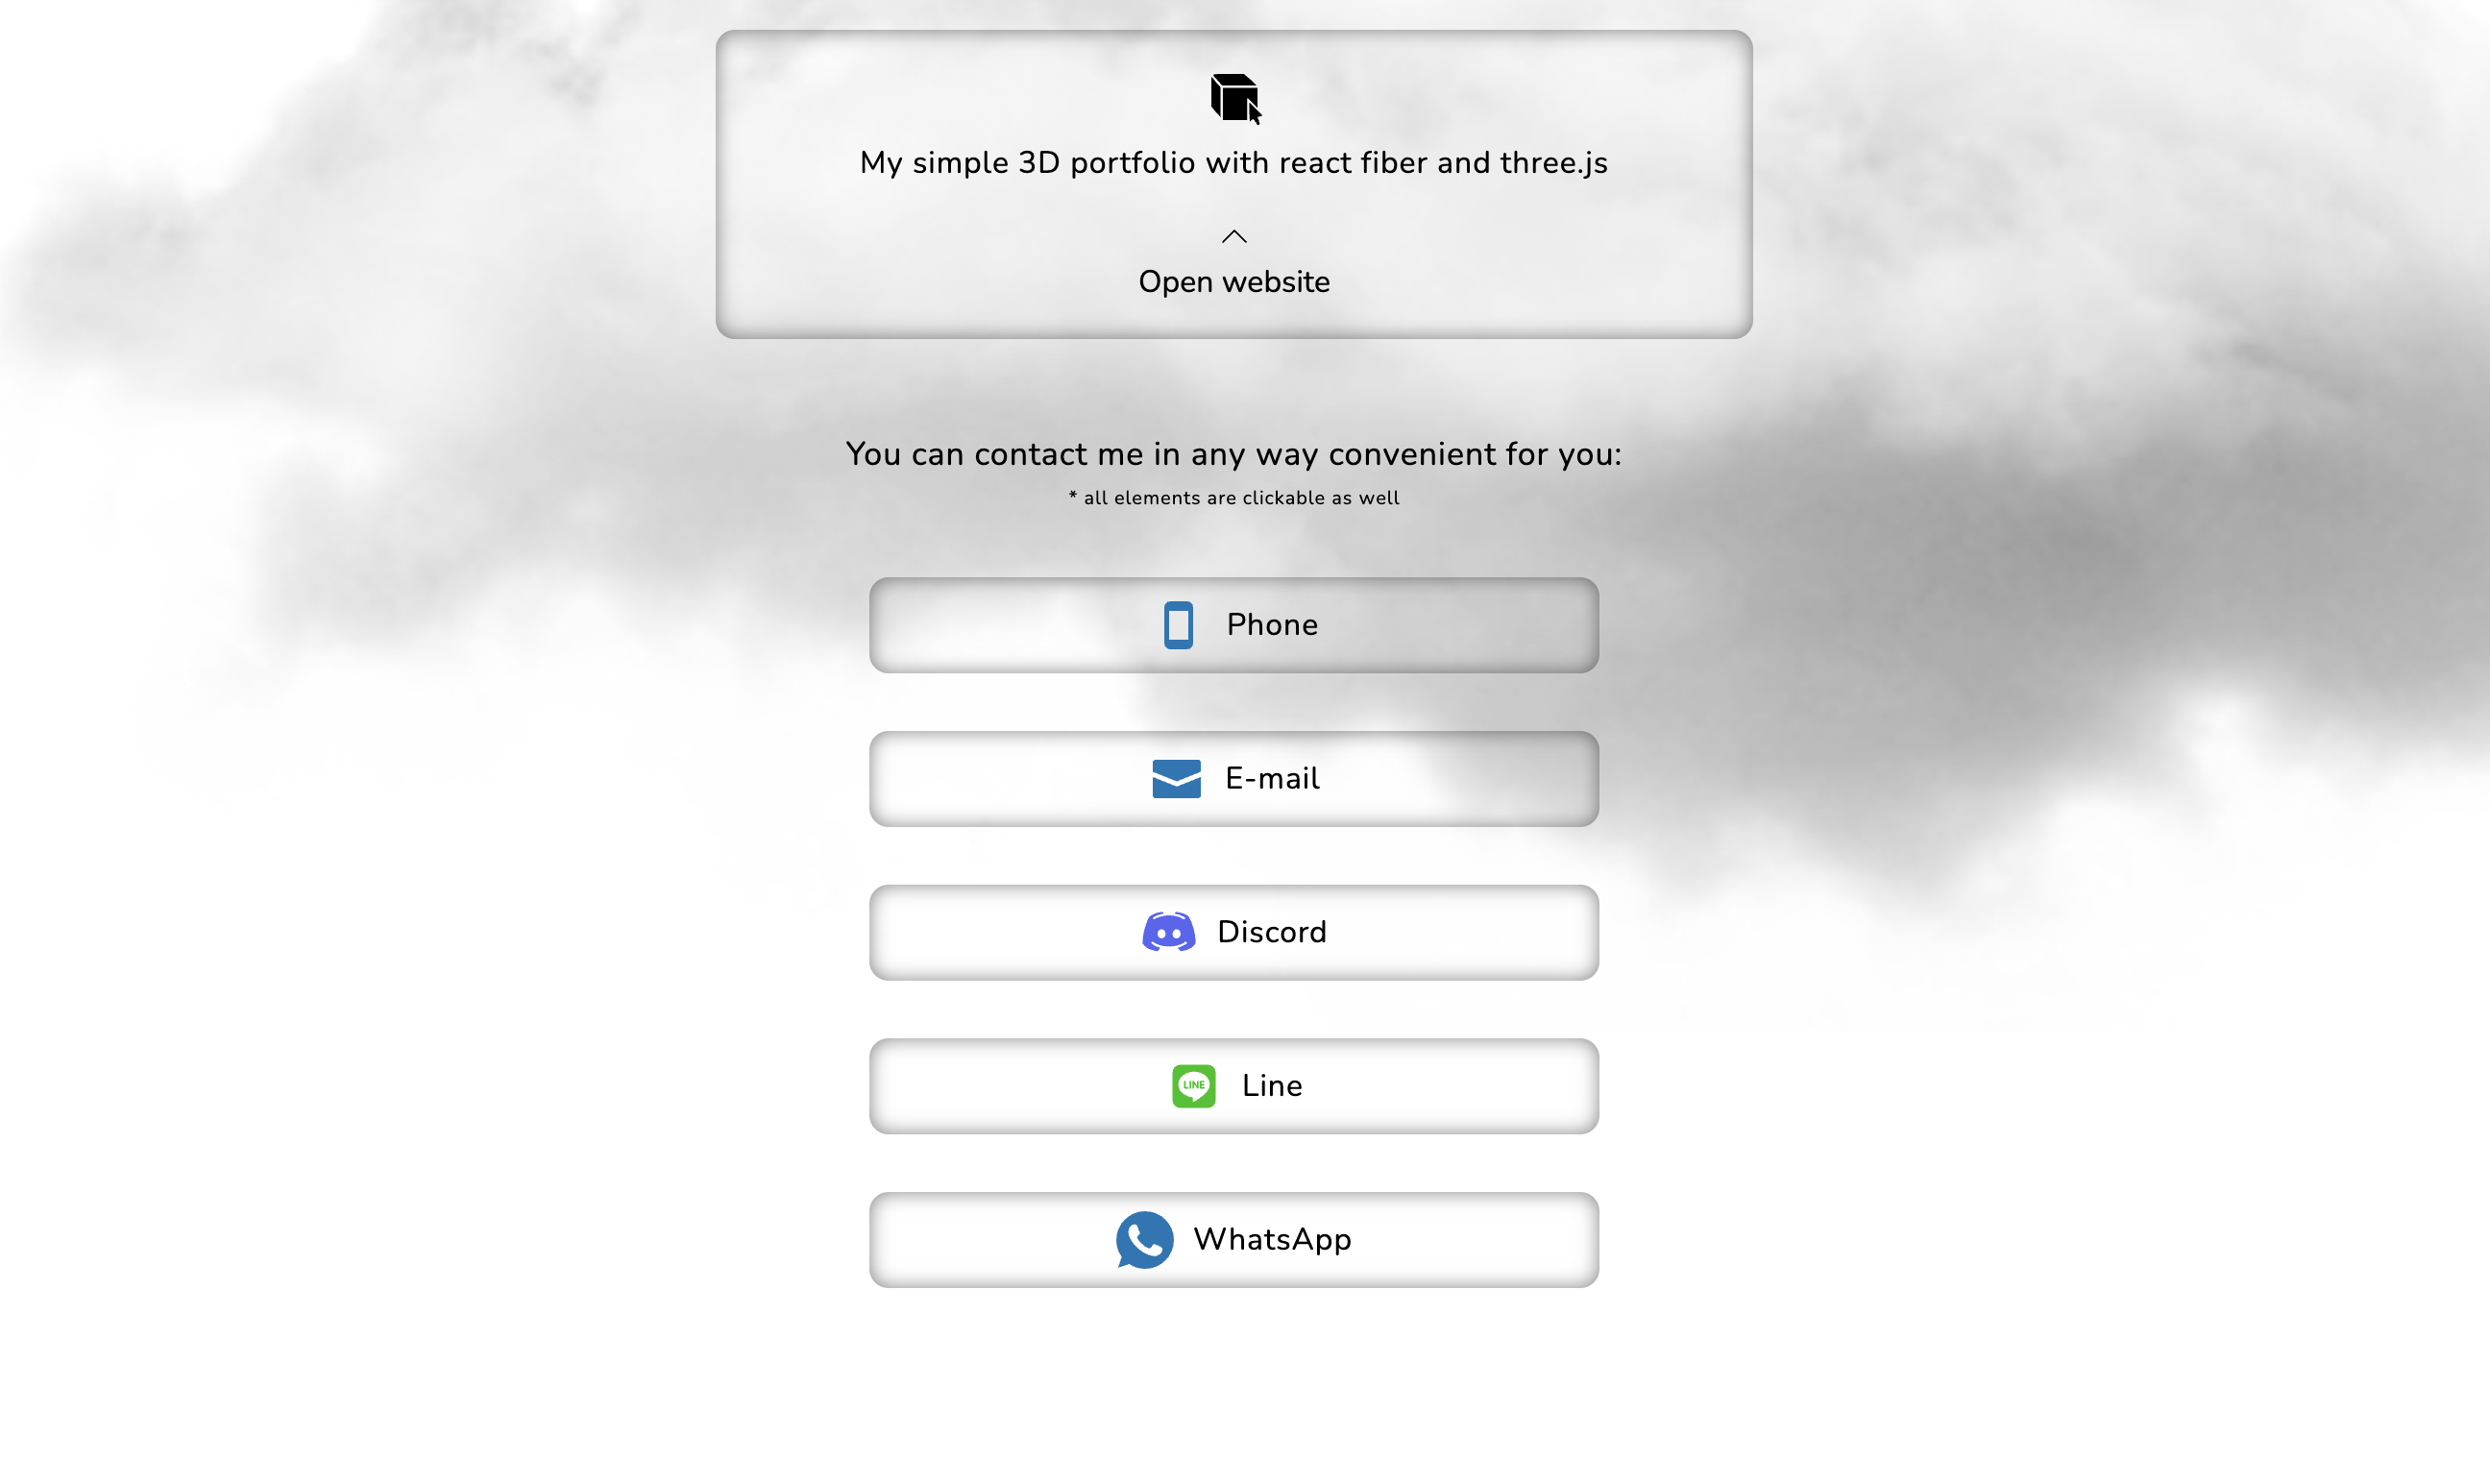 My simple 3D portfolio with react fiber and three.js
Open website
You can contact me in any way convenient for you:
* all elements are clickable as well
Phone
E-mail
Discord
LINE
Line
WhatsApp